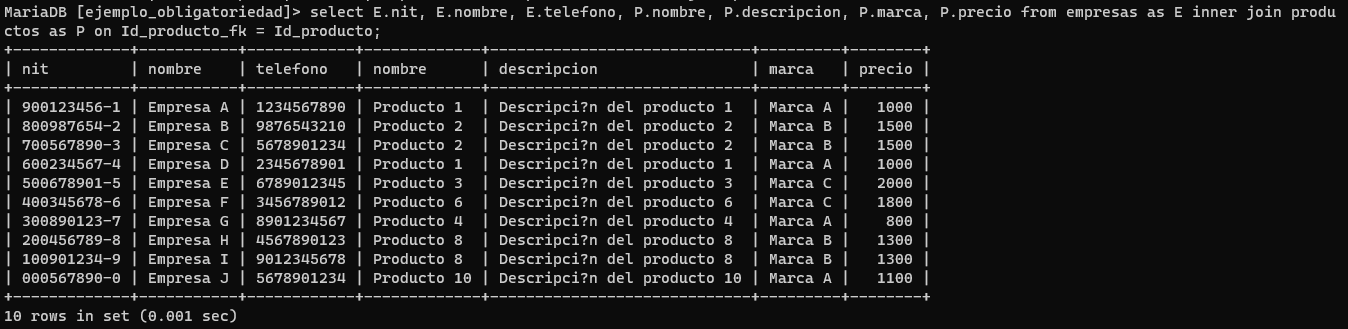 MariaDB [ejemplo_obligatoriedad]> select E.nit, E.nombre, E.telefono, P.nombre, P.descripcion, P.marca, P.precio from empresas as E inner join produ
ctos as P on Id_producto_fk = Id_producto;
+-------------+-----------+------------+-------------+-----------------------------+---------+--------+
| nit         | nombre    | telefono   | nombre      | descripcion                 | marca   | precio |
+-------------+-----------+------------+-------------+-----------------------------+---------+--------+
| 900123456-1 | Empresa A | 1234567890 | Producto 1  | Descripci?n del producto 1  | Marca A |   1000 |
| 800987654-2 | Empresa B | 9876543210 | Producto 2  | Descripci?n del producto 2  | Marca B |   1500 |
| 700567890-3 | Empresa C | 5678901234 | Producto 2  | Descripci?n del producto 2  | Marca B |   1500 |
| 600234567-4 | Empresa D | 2345678901 | Producto 1  | Descripci?n del producto 1  | Marca A |   1000 |
| 500678901-5 | Empresa E | 6789012345 | Producto 3  | Descripci?n del producto 3  | Marca C |   2000 |
| 400345678-6 | Empresa F | 3456789012 | Producto 6  | Descripci?n del producto 6  | Marca C |   1800 |
| 300890123-7 | Empresa G | 8901234567 | Producto 4  | Descripci?n del producto 4  | Marca A |    800 |
| 200456789-8 | Empresa H | 4567890123 | Producto 8  | Descripci?n del producto 8  | Marca B |   1300 |
| 100901234-9 | Empresa I | 9012345678 | Producto 8  | Descripci?n del producto 8  | Marca B |   1300 |
| 000567890-0 | Empresa J | 5678901234 | Producto 10 | Descripci?n del producto 10 | Marca A |   1100 |
+-------------+-----------+------------+-------------+-----------------------------+---------+--------+
10 rows in set (0.001 sec)